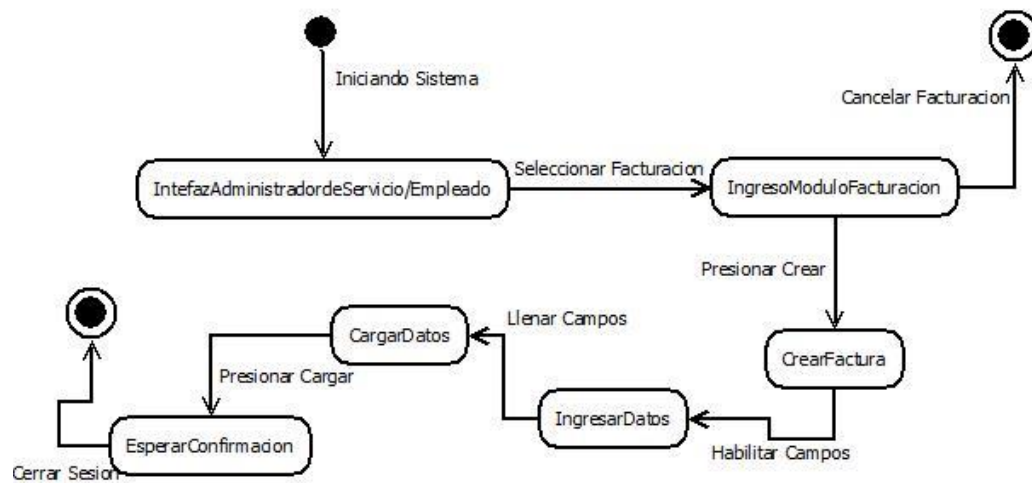 Iniciando Sistema
Cancelar Facturacion
Seleccionar Facturacion
IntefazAdministradordeServicio/Empleado
IngresoModuloFacturacion
Presionar Crear
Llenar Campos
CargarDatos
CrearFactura
Presionar Cargar
IngresarDatos
EsperarConfirmacion
Habilitar Campos
Cerrar Sesion